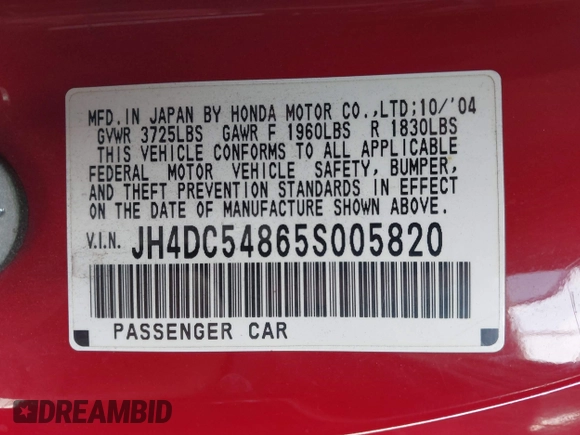 MFD. IN JAPAN BY HONDA MOTOR CO., LTD; 10/'04
GVWR 3725LBS GAWR F 1960LBS R 1830LBS
THIS VEHICLE CONFORMS TO ALL APPLICABLE
FEDERAL MOTOR VEHICLE SAFETY, BUMPER,
AND THEFT PREVENTION STANDARDS IN EFFECT
ON THE DATE OF MANUFACTURE SHOWN ABOVE.
V.I.N. JH4DC54865S005820
PASSENGER CAR
DREAMBID